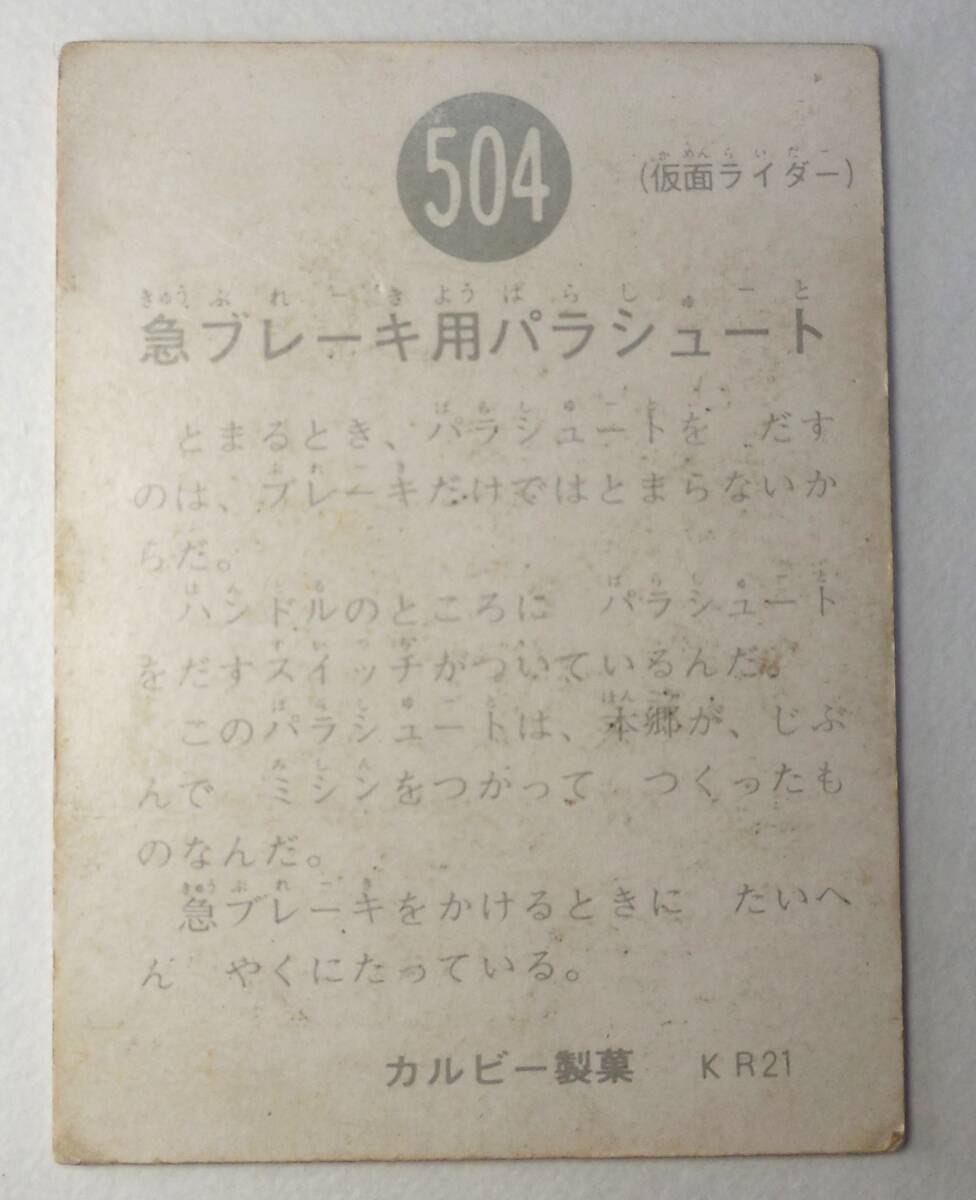 504
(仮面ライダー)
急ブレーキ用パラシュート
とまるとき、パラシュートを だす
のは、ブレーキだけではとまらないか
らだ。
ハンドルのところに パラシュート
をだすスイッチがついているんだ。
このパラシュートは、本郷が、じぶ
んで ミシンをつかって つくったも
のなんだ。
急ブレーキをかけるときに たいへ
ん やくにたっている。
カルビー製菓 KR21